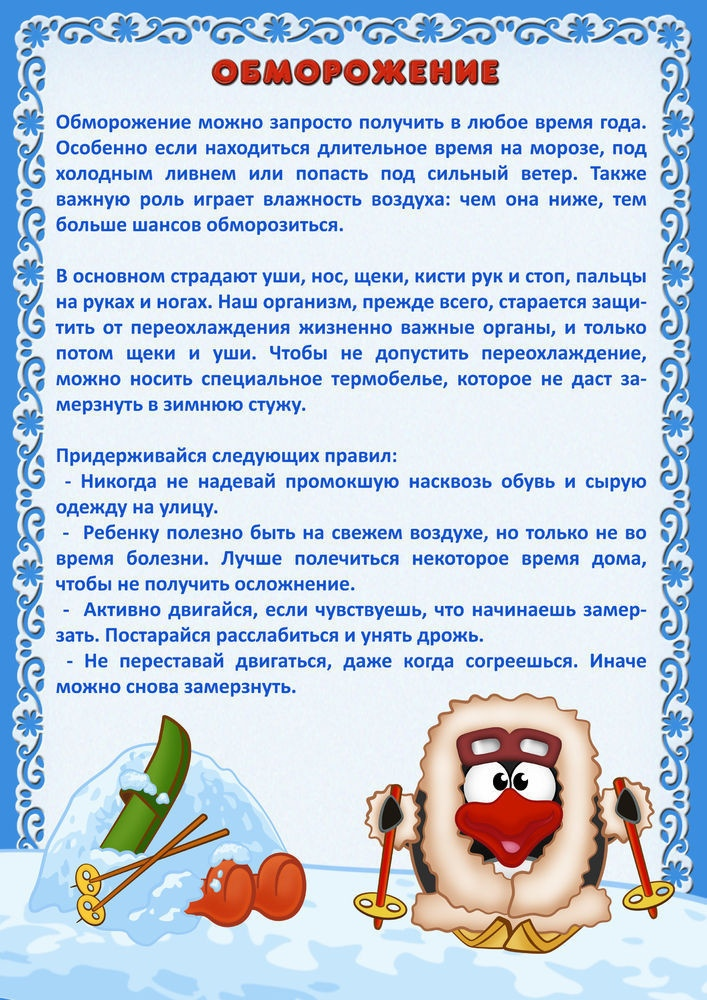 ОБМОРОЖЕНИЕ
Обморожение можно запросто получить в любое время года.
Особенно если находиться длительное время на морозе, под
холодным ливнем или попасть под сильный ветер. Также
важную роль играет влажность воздуха: чем она ниже, тем
больше шансов обморозиться.
В основном страдают уши, нос, щеки, кисти рук и стоп, пальцы
на руках и ногах. Наш организм, прежде всего, старается защи-
тить от переохлаждения жизненно важные органы, и только
потом щеки и уши. Чтобы не допустить переохлаждение,
можно носить специальное термобелье, которое не даст за-
мерзнуть в зимнюю стужу.
Придерживайся следующих правил:
- Никогда не надевай промокшую насквозь обувь и сырую
одежду на улицу.
- Ребенку полезно быть на свежем воздухе, но только не во
время болезни. Лучше полечиться некоторое время дома,
чтобы не получить осложнение.
- Активно двигайся, если чувствуешь, что начинаешь замер-
зать. Постарайся расслабиться и унять дрожь.
- Не переставай двигаться, даже когда согреешься. Иначе
можно снова замерзнуть.